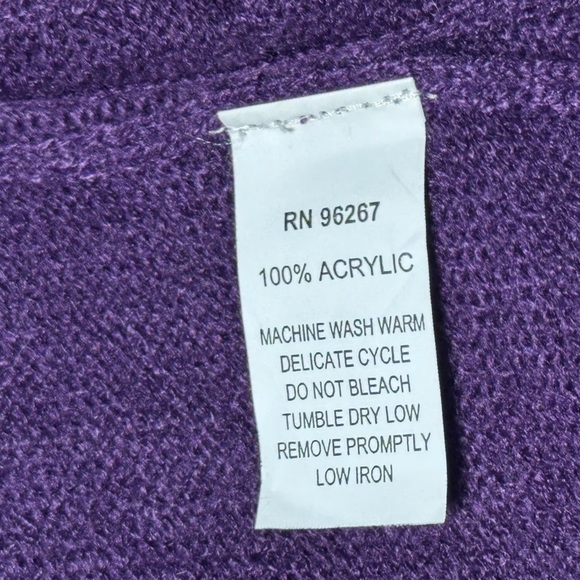 RN 96267
100% ACRYLIC
MACHINE WASH WARM
DELICATE CYCLE
DO NOT BLEACH
TUMBLE DRY LOW
REMOVE PROMPTLY
LOW IRON